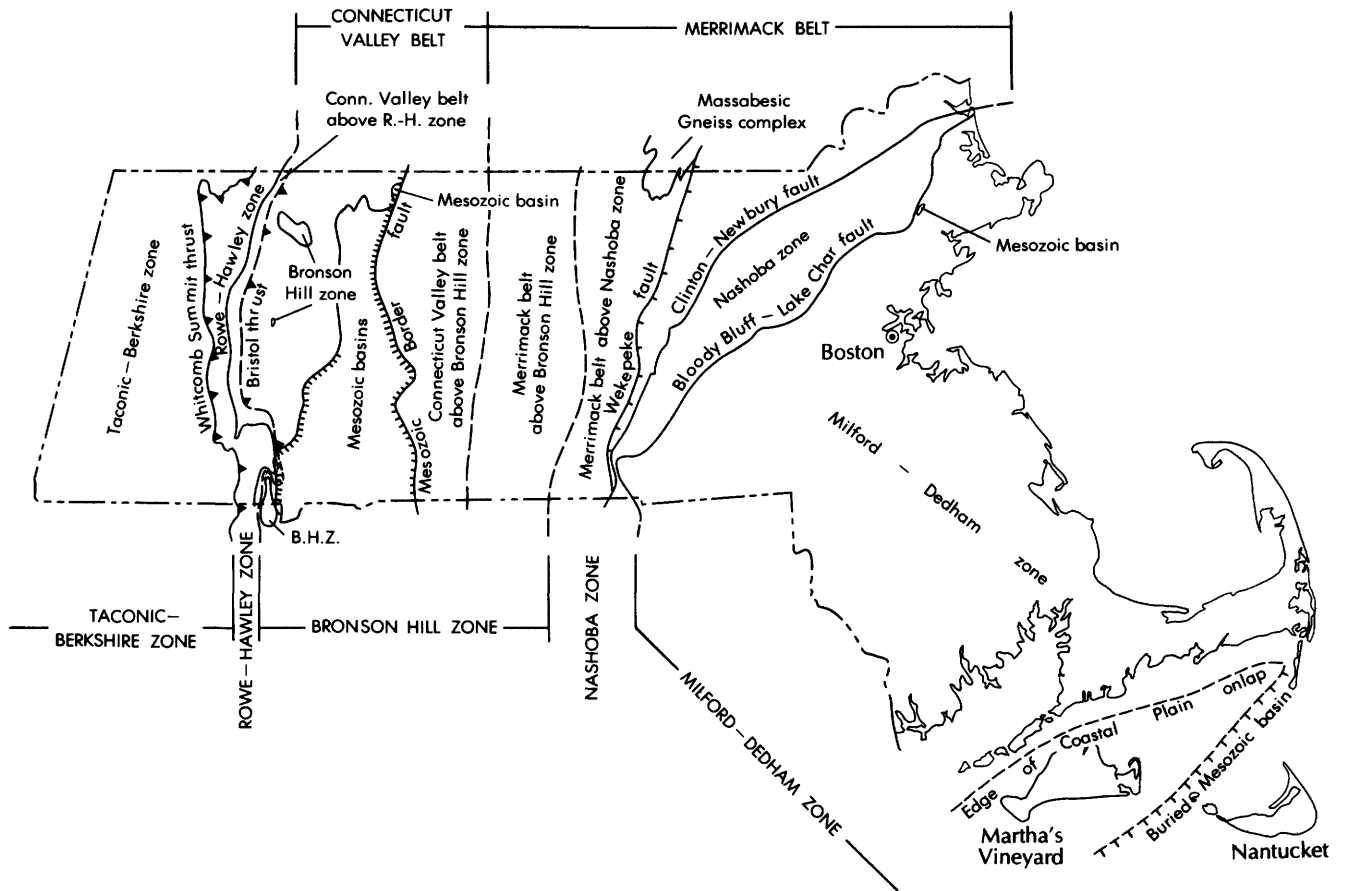 CONNECTICUT
VALLEY BELT
MERRIMACK BELT
Conn. Valley belt
above R.-H. zone
Massabesic
Gneiss complex
Taconic—Berkshire zone
Whitcomb Summit thrust
Rowe—Hawley zone
Bristol thrust
Bronson
Hill zone
Mesozoic basins
Mesozoic Border fault
Mesozoic basin
Connecticut Valley belt
above Bronson Hill zone
Merrimack belt
above Bronson Hill zone
Merrimack belt above Nashoba zone
Wekepeke fault
Clinton—Newbury fault
Nashoba zone
Bloody Bluff—Lake Char fault
Mesozoic basin
Boston
Milford — Dedham zone
B.H.Z.
TACONIC—
BERKSHIRE ZONE
ROWE—HAWLEY ZONE
BRONSON HILL ZONE
NASHOBA ZONE
MILFORD—DEDHAM ZONE
Edge of Coastal Plain onlap
Buried Mesozoic basin
Martha's
Vineyard
Nantucket